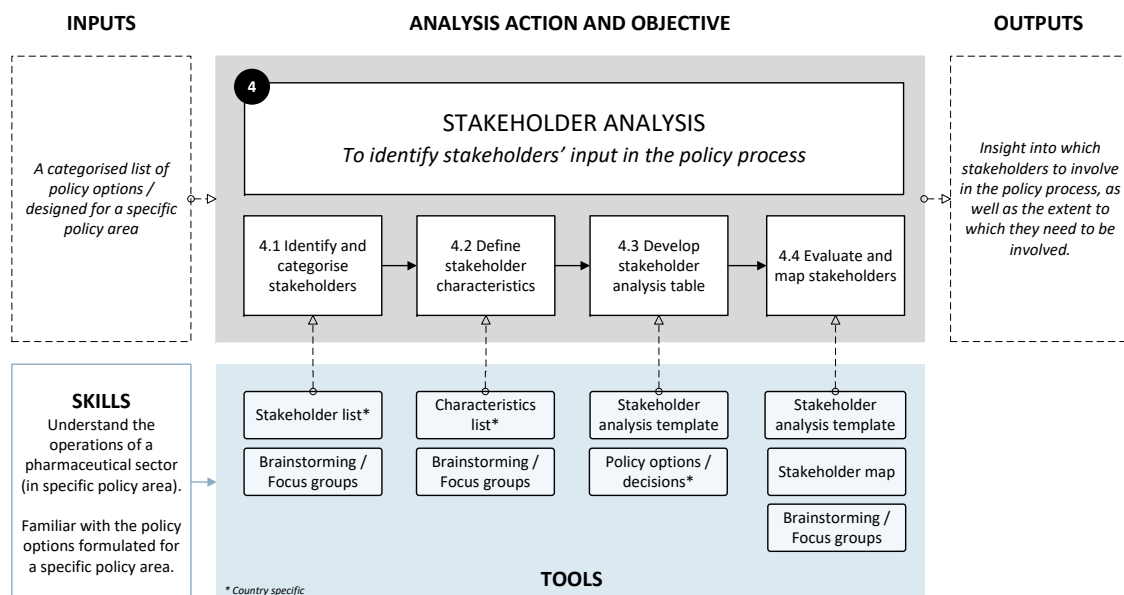 INPUTS
ANALYSIS ACTION AND OBJECTIVE
OUTPUTS
A categorised list of
policy options /
designed for a specific
policy area
4
STAKEHOLDER ANALYSIS
To identify stakeholders’ input in the policy process
4.1 Identify and
categorise
stakeholders
4.2 Define
stakeholder
characteristics
4.3 Develop
stakeholder
analysis table
4.4 Evaluate and
map stakeholders
Insight into which
stakeholders to involve
in the policy process, as
well as the extent to
which they need to be
involved.
SKILLS
Understand the
operations of a
pharmaceutical sector
(in specific policy area).
Familiar with the policy
options formulated for
a specific policy area.
Stakeholder list*
Brainstorming /
Focus groups
Characteristics
list*
Brainstorming /
Focus groups
Stakeholder
analysis template
Policy options /
decisions*
Stakeholder
analysis template
Stakeholder map
Brainstorming /
Focus groups
* Country specific
TOOLS